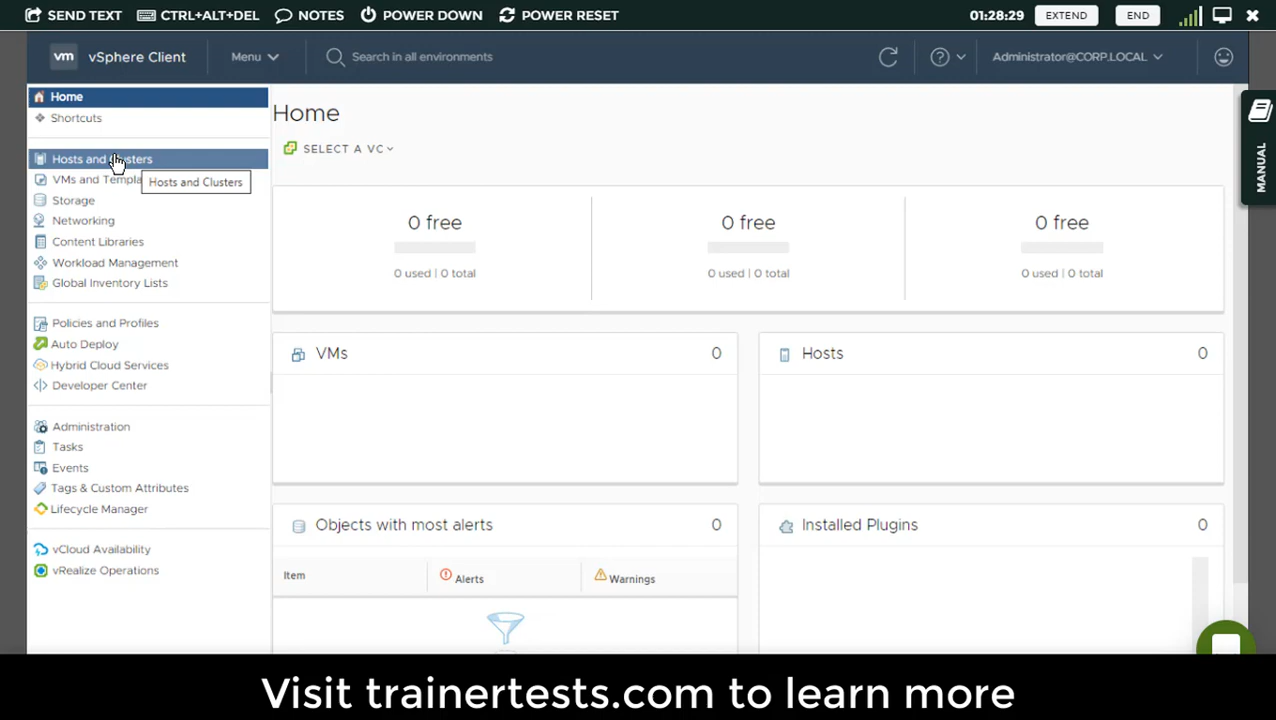 SEND TEXT CTRL+ALT+DEL NOTES POWER DOWN POWER RESET 01:28:29 EXTEND END
vm vSphere Client Menu Search in all environments Administrator@CORP.LOCAL
Home
Shortcuts
Hosts and Clusters
VMs and Templa
Hosts and Clusters
Storage
Networking
Content Libraries
Workload Management
Global Inventory Lists
Policies and Profiles
Auto Deploy
Hybrid Cloud Services
Developer Center
Administration
Tasks
Events
Tags & Custom Attributes
Lifecycle Manager
vCloud Availability
vRealize Operations
Home
SELECT A VC
0 free 0 free 0 free
0 used | 0 total 0 used | 0 total 0 used | 0 total
VMs 0 Hosts 0
Objects with most alerts 0 Installed Plugins 0
Item Alerts Warnings
MANUAL
Visit trainertests.com to learn more